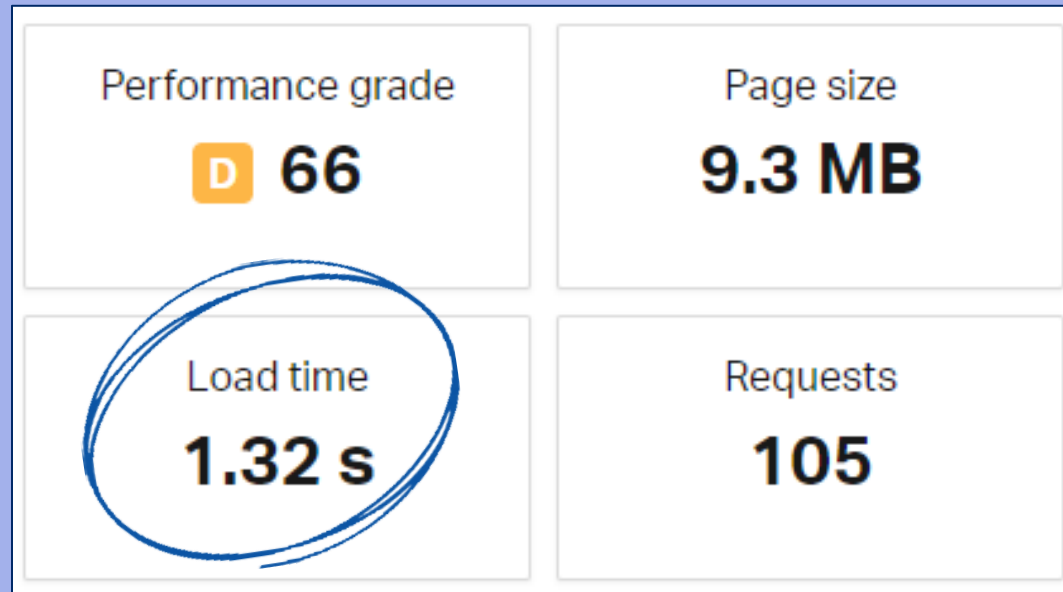 Performance grade
D 66
Page size
9.3 MB
Load time
1.32 s
Requests
105